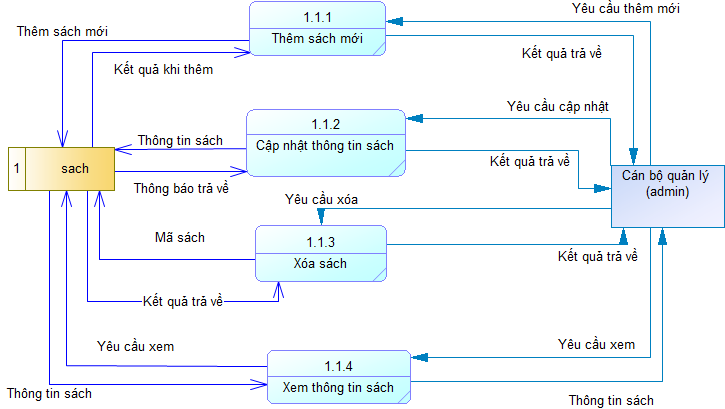 Yêu cầu thêm mới
1.1.1
Thêm sách mới
Thêm sách mới
Kết quả trả về
Kết quả khi thêm
Yêu cầu cập nhật
1.1.2
Thông tin sách
Cập nhật thông tin sách
Kết quả trả về
1
sach
Cán bộ quản lý
(admin)
Thông báo trả về
Yêu cầu xóa
Mã sách
1.1.3
Xóa sách
Kết quả trả về
Kết quả trả về
Yêu cầu xem
Yêu cầu xem
1.1.4
Xem thông tin sách
Thông tin sách
Thông tin sách